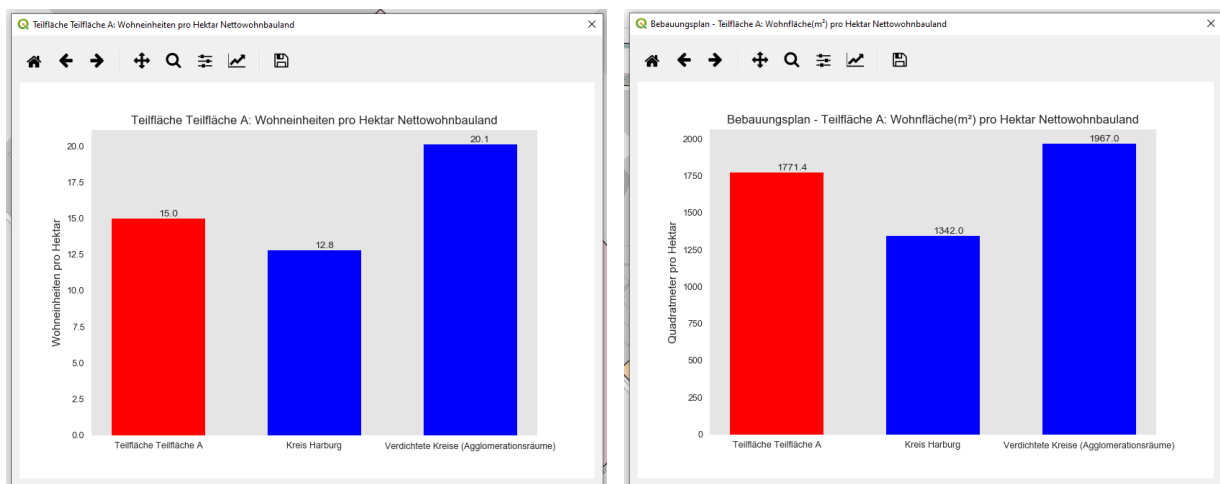 Teilfläche Teilfläche A: Wohneinheiten pro Hektar Nettowohnbauland
Teilfläche Teilfläche A: Wohneinheiten pro Hektar Nettowohnbauland
20.1
20.0
17.5
15.0
15.0
12.8
12.5
10.0
7.5
5.0
2.5
0.0
Wohneinheiten pro Hektar
Teilfläche Teilfläche A
Kreis Harburg
Verdichtete Kreise (Agglomerationsräume)
Bebauungsplan - Teilfläche A: Wohnfläche(m²) pro Hektar Nettowohnbauland
Bebauungsplan - Teilfläche A: Wohnfläche(m²) pro Hektar Nettowohnbauland
2000
1967.0
1771.4
1750
1500
1342.0
1250
1000
750
500
250
0
Quadratmeter pro Hektar
Teilfläche Teilfläche A
Kreis Harburg
Verdichtete Kreise (Agglomerationsräume)